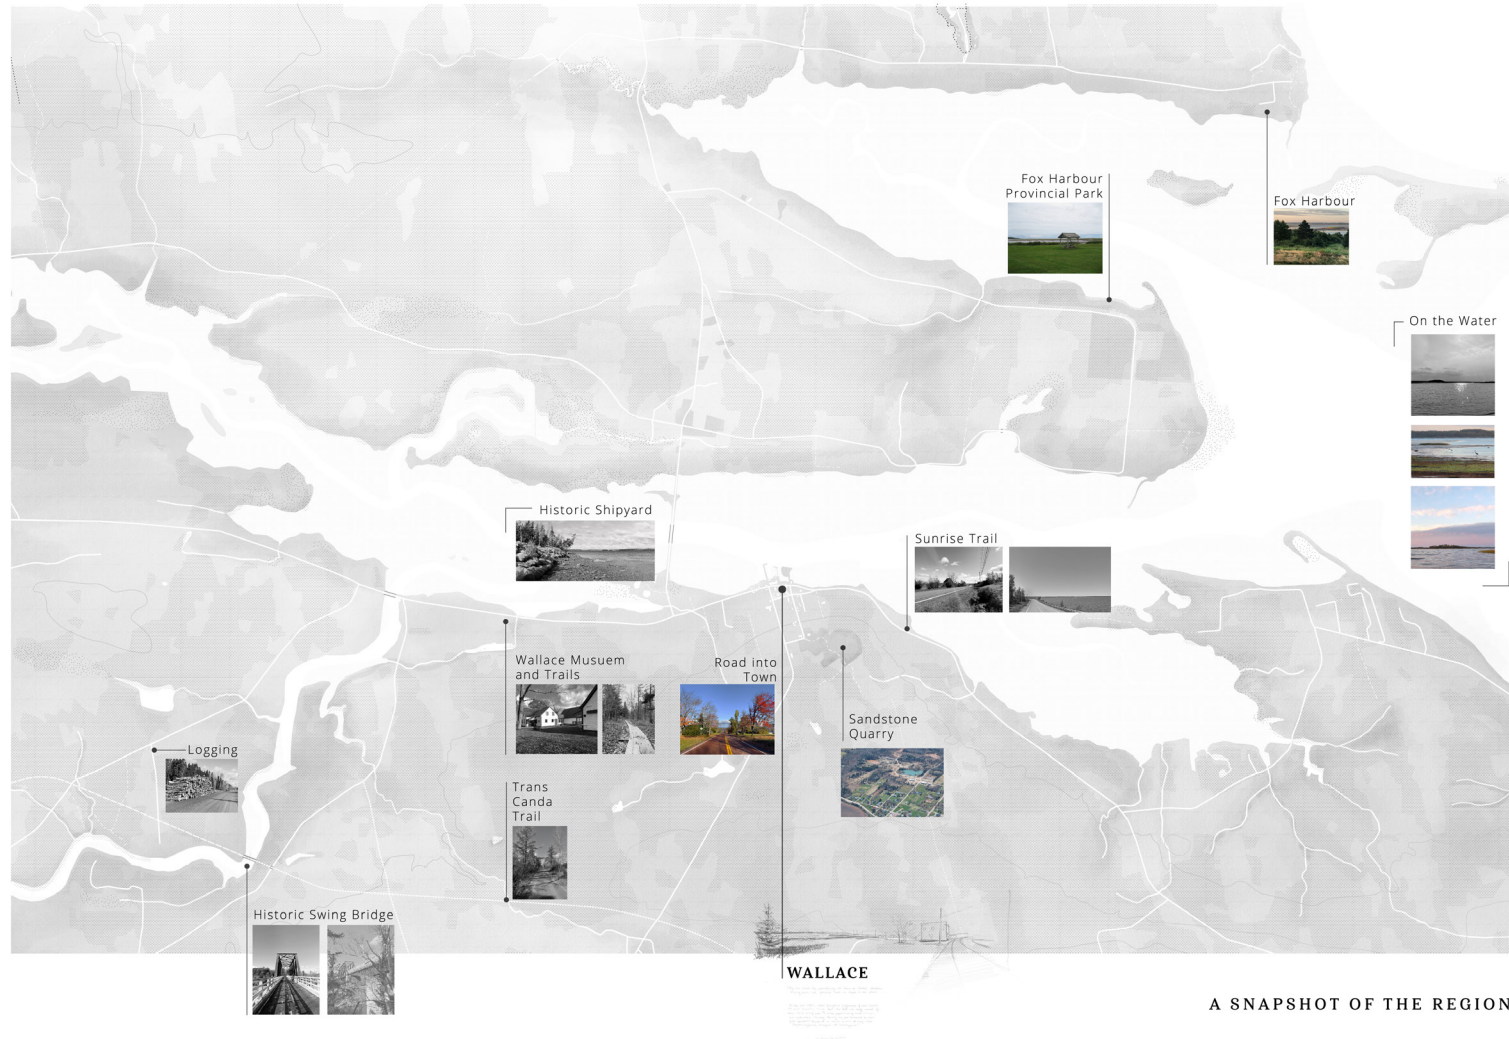 Fox Harbour
Provincial Park
Fox Harbour
On the Water
Historic Shipyard
Sunrise Trail
Wallace Musuem
and Trails
Road into
Town
Sandstone
Quarry
Logging
Trans
Canda
Trail
Historic Swing Bridge
WALLACE
A SNAPSHOT OF THE REGION